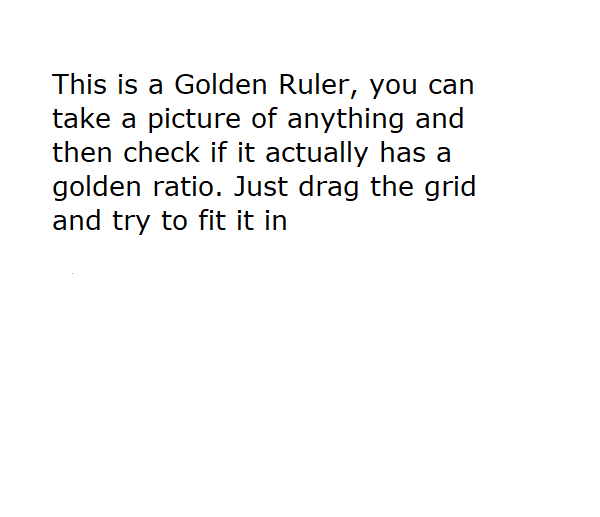 This is a Golden Ruler, you can
take a picture of anything and
then check if it actually has a
golden ratio. Just drag the grid
and try to fit it in